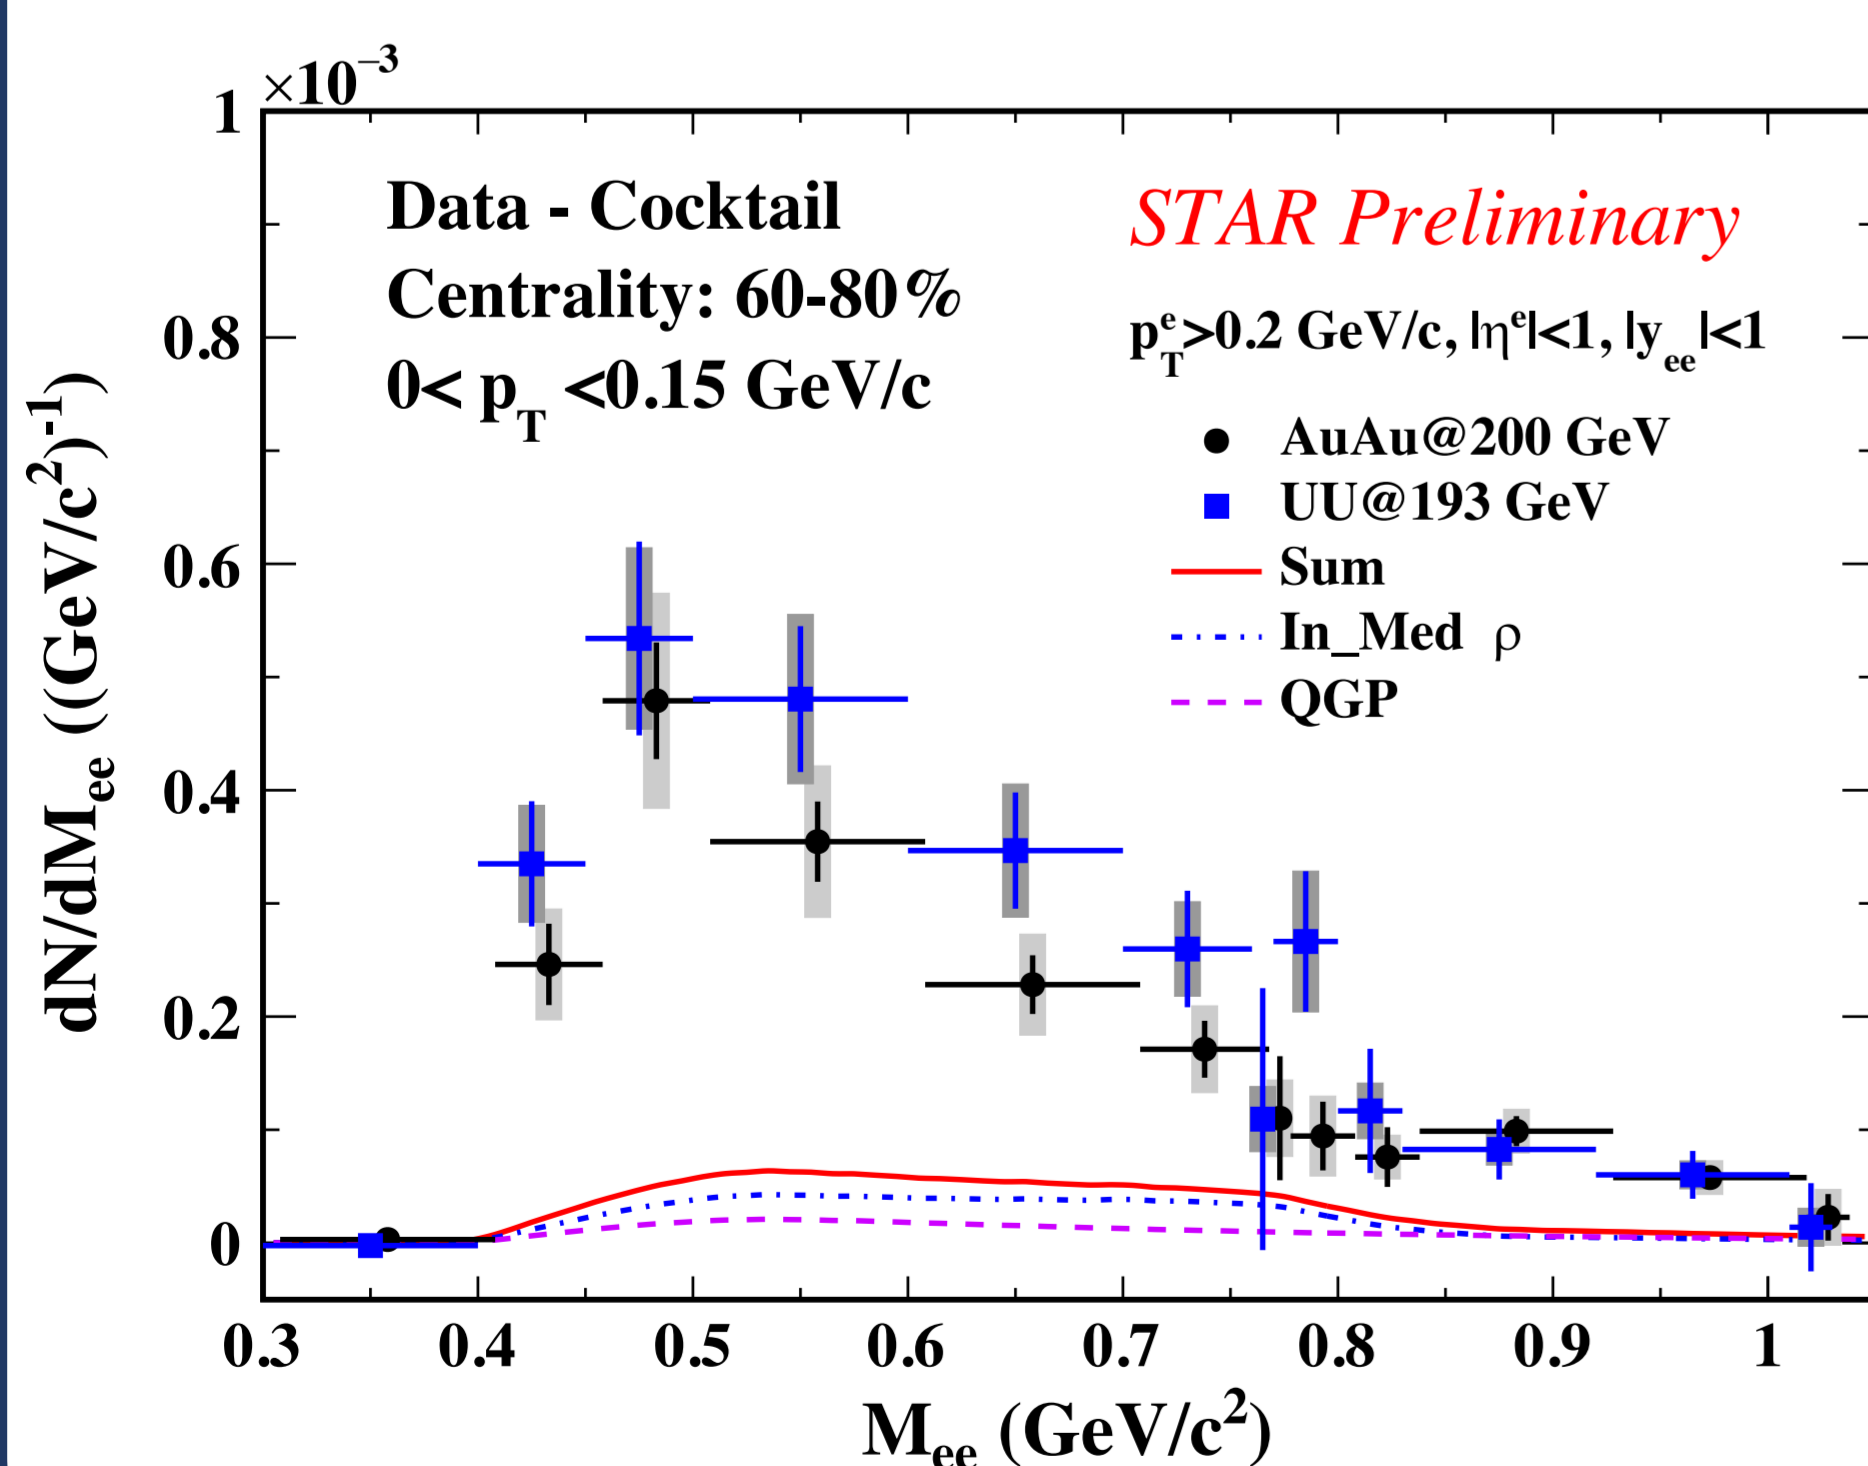 ×10⁻³
Data - Cocktail
Centrality: 60-80%
0< p_T <0.15 GeV/c
STAR Preliminary
p_T^e>0.2 GeV/c, |η^e|<1, |y_ee|<1
AuAu@200 GeV
UU@193 GeV
Sum
In_Med ρ
QGP
dN/dM_ee ((GeV/c²)⁻¹)
1
0.8
0.6
0.4
0.2
0
0.3 0.4 0.5 0.6 0.7 0.8 0.9 1
M_ee (GeV/c²)